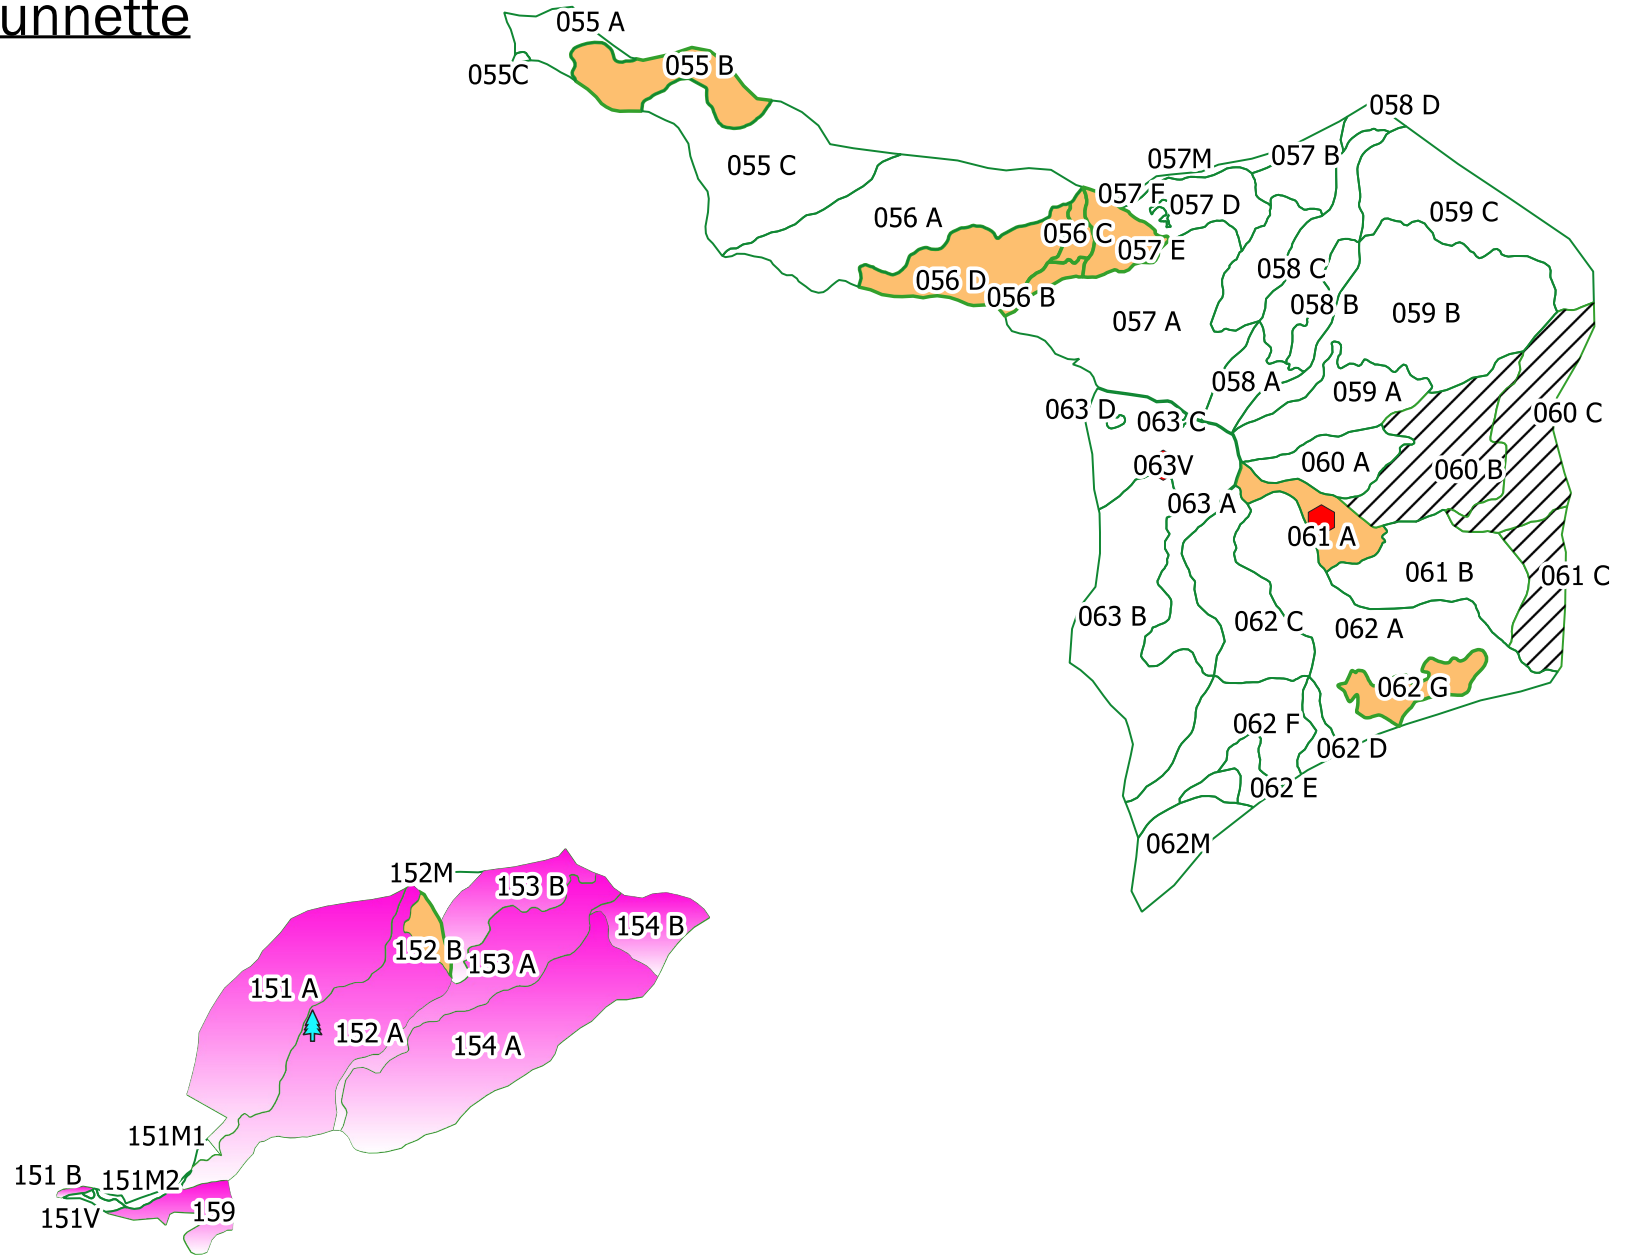 unnette
055 A
055C
055 B
058 D
057M
057 B
055 C
057 F
057 D
056 A
059 C
056 C
057 E
058 C
056 D
056 B
058 B
057 A
059 B
058 A
059 A
063 D
063 C
060 C
063V
060 A
060 B
063 A
061 A
061 B
061 C
063 B
062 C
062 A
062 G
062 F
062 D
062 E
062M
152M
153 B
154 B
152 B
153 A
151 A
152 A
154 A
151M1
151 B
151M2
151V
159